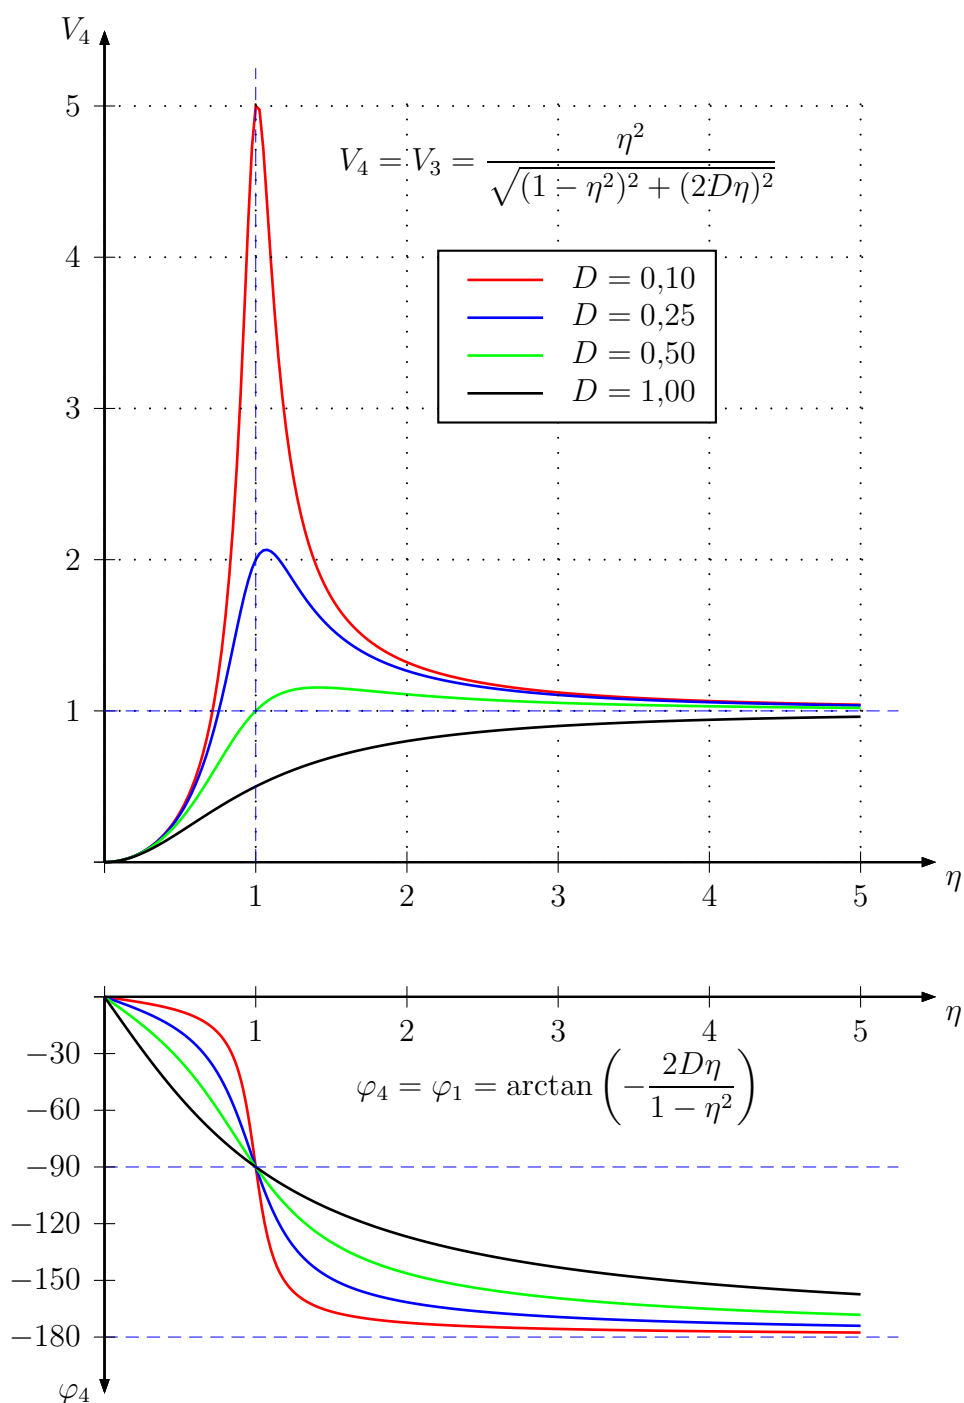 V₄
5
V₄ = V₃ = η² / √((1 − η²)² + (2Dη)²)
4
D = 0,10
D = 0,25
D = 0,50
D = 1,00
3
2
1
1 2 3 4 5
η
1 2 3 4 5
η
−30
φ₄ = φ₁ = arctan (−2Dη / (1 − η²))
−60
−90
−120
−150
−180
φ₄